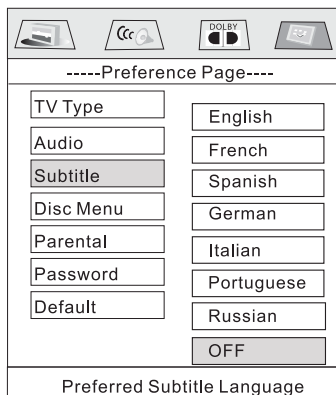 DOLBY
-----Preference Page----
TV Type
Audio
Subtitle
Disc Menu
Parental
Password
Default
English
French
Spanish
German
Italian
Portuguese
Russian
OFF
Preferred Subtitle Language